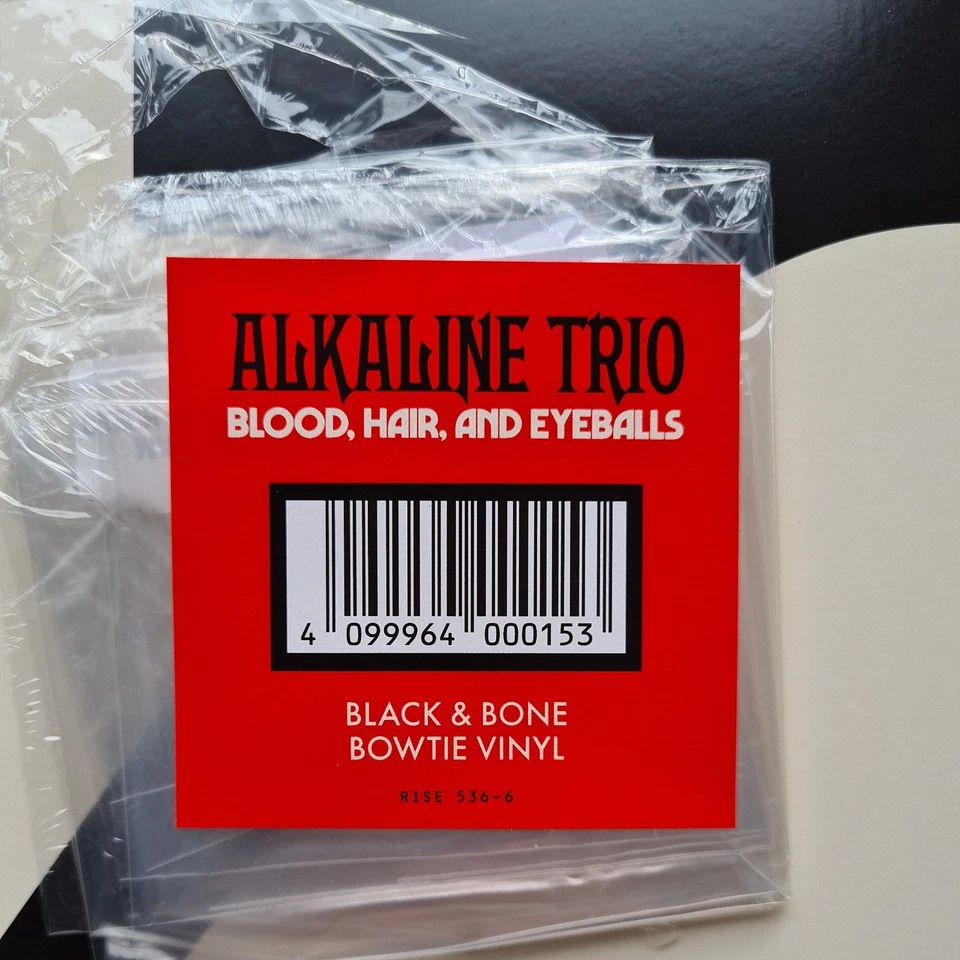 ALKALINE TRIO
BLOOD, HAIR, AND EYEBALLS
4 099964 000153
BLACK & BONE
BOWTIE VINYL
RISE 536-6